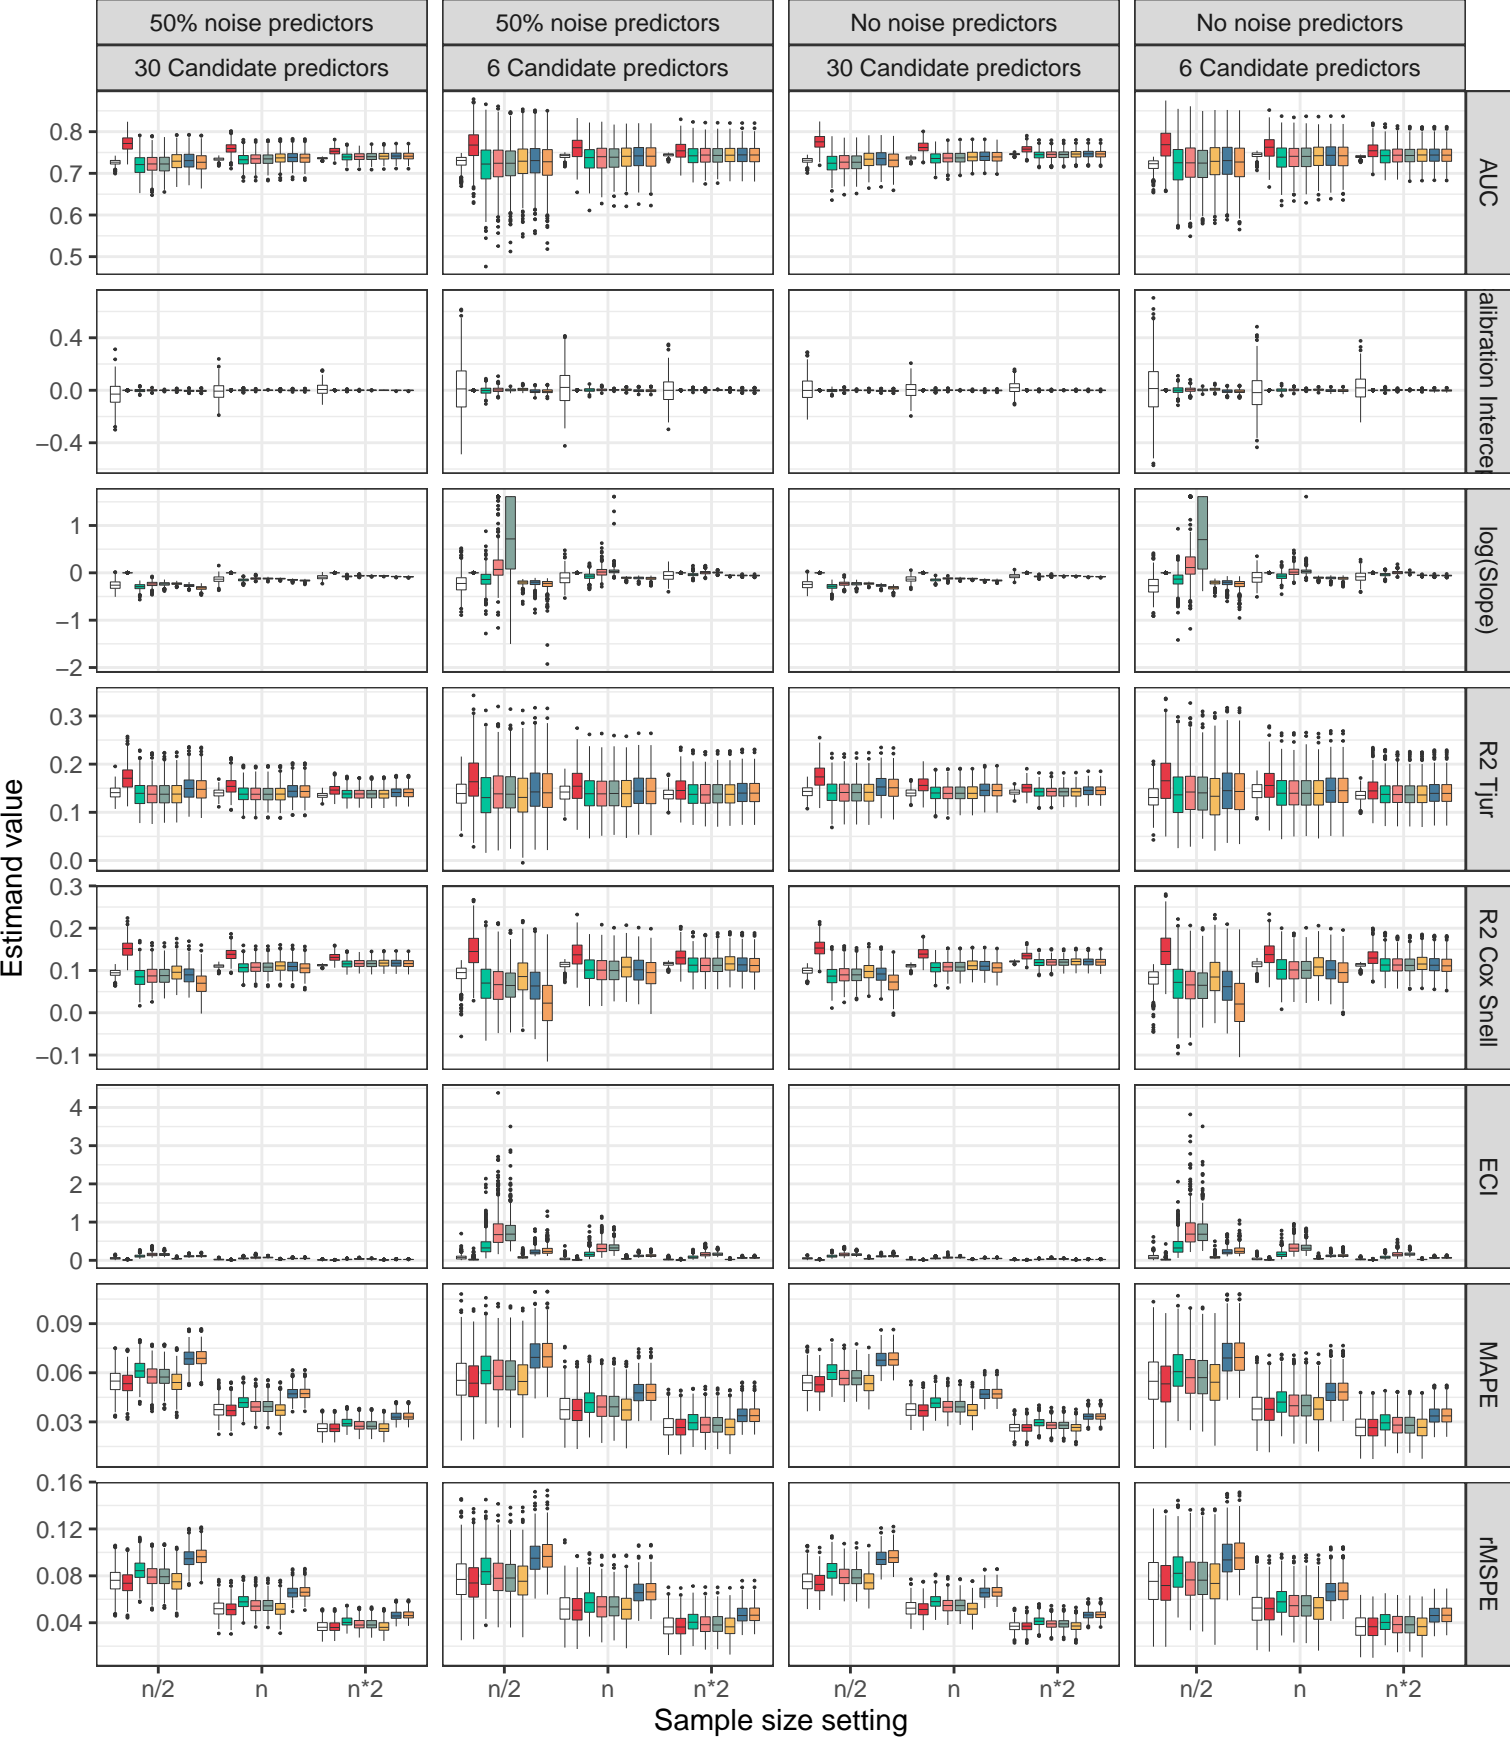 50% noise predictors 50% noise predictors No noise predictors No noise predictors
30 Candidate predictors 6 Candidate predictors 30 Candidate predictors 6 Candidate predictors
0.8
0.7
0.6
0.5
AUC
0.4
0.0
−0.4
alibration Interce
1
0
−1
−2
log(Slope)
0.3
0.2
0.1
0.0
R2 Tjur
0.3
0.2
0.1
0.0
−0.1
R2 Cox Snell
4
3
2
1
0
ECI
0.09
0.06
0.03
MAPE
0.16
0.12
0.08
0.04
rMSPE
Estimand value
n/2 n n*2 n/2 n n*2 n/2 n n*2 n/2 n n*2
Sample size setting